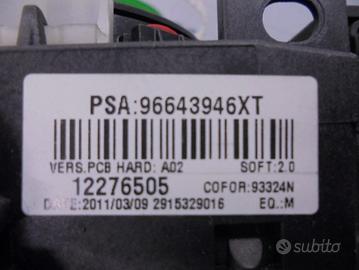 PSA:96643946XT
VERS.PCB HARD: A02 SOFT:2.0
12276505 COFOR:93324N
DATE:2011/03/09 2915329016 EQ.:M
subito